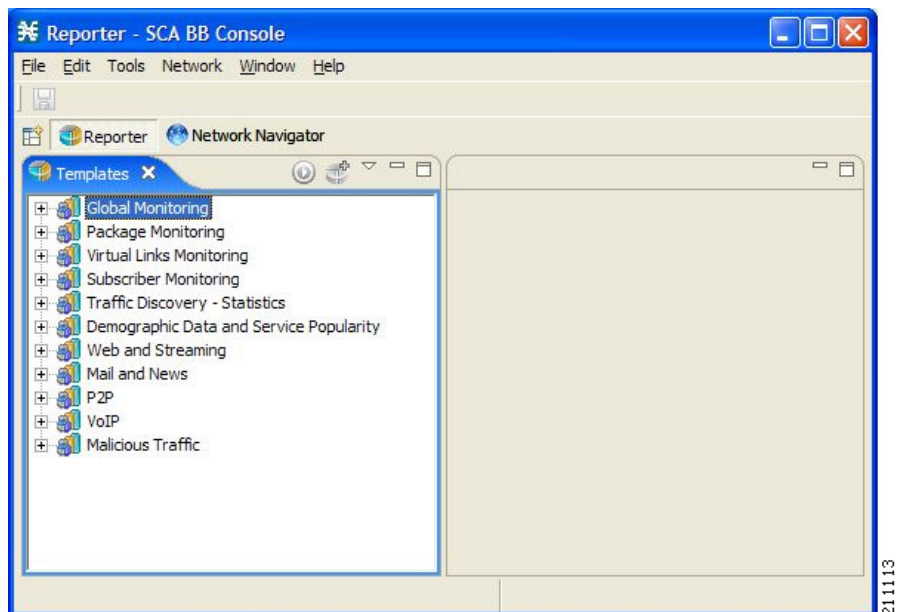 Reporter - SCA BB Console
File Edit Tools Network Window Help
Reporter Network Navigator
Templates
Global Monitoring
Package Monitoring
Virtual Links Monitoring
Subscriber Monitoring
Traffic Discovery - Statistics
Demographic Data and Service Popularity
Web and Streaming
Mail and News
P2P
VoIP
Malicious Traffic
211113